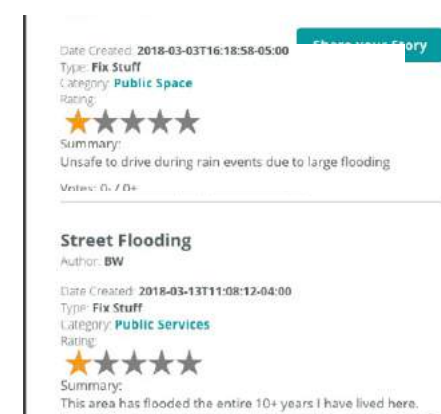 Date Created: 2018-03-03T16:18:58-05:00
Story
Type: Fix Stuff
Category: Public Space
Rating:
Summary:
Unsafe to drive during rain events due to large flooding
Votes: 0- / 0+
Street Flooding
Author: BW
Date Created: 2018-03-13T11:08:12-04:00
Type: Fix Stuff
Category: Public Services
Rating:
Summary:
This area has flooded the entire 10+ years I have lived here.